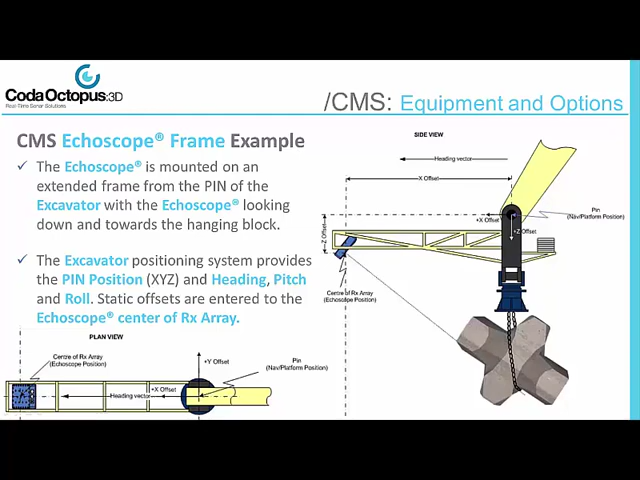 CodaOctopus:3D
Real-Time Sonar Solutions
/CMS: Equipment and Options
CMS Echoscope® Frame Example
✓ The Echoscope® is mounted on an
extended frame from the PIN of the
Excavator with the Echoscope® looking
down and towards the hanging block.
✓ The Excavator positioning system provides
the PIN Position (XYZ) and Heading, Pitch
and Roll. Static offsets are entered to the
Echoscope® center of Rx Array.
SIDE VIEW
Heading vector
X Offset
Pin
(Nav/Platform Position)
+X Offset
Z Offset
+Z Offset
Centre of Rx Array
(Echoscope Position)
PLAN VIEW
Centre of Rx Array
(Echoscope Position)
+Y Offset
Pin
(Nav/Platform Position)
+X Offset
Heading vector